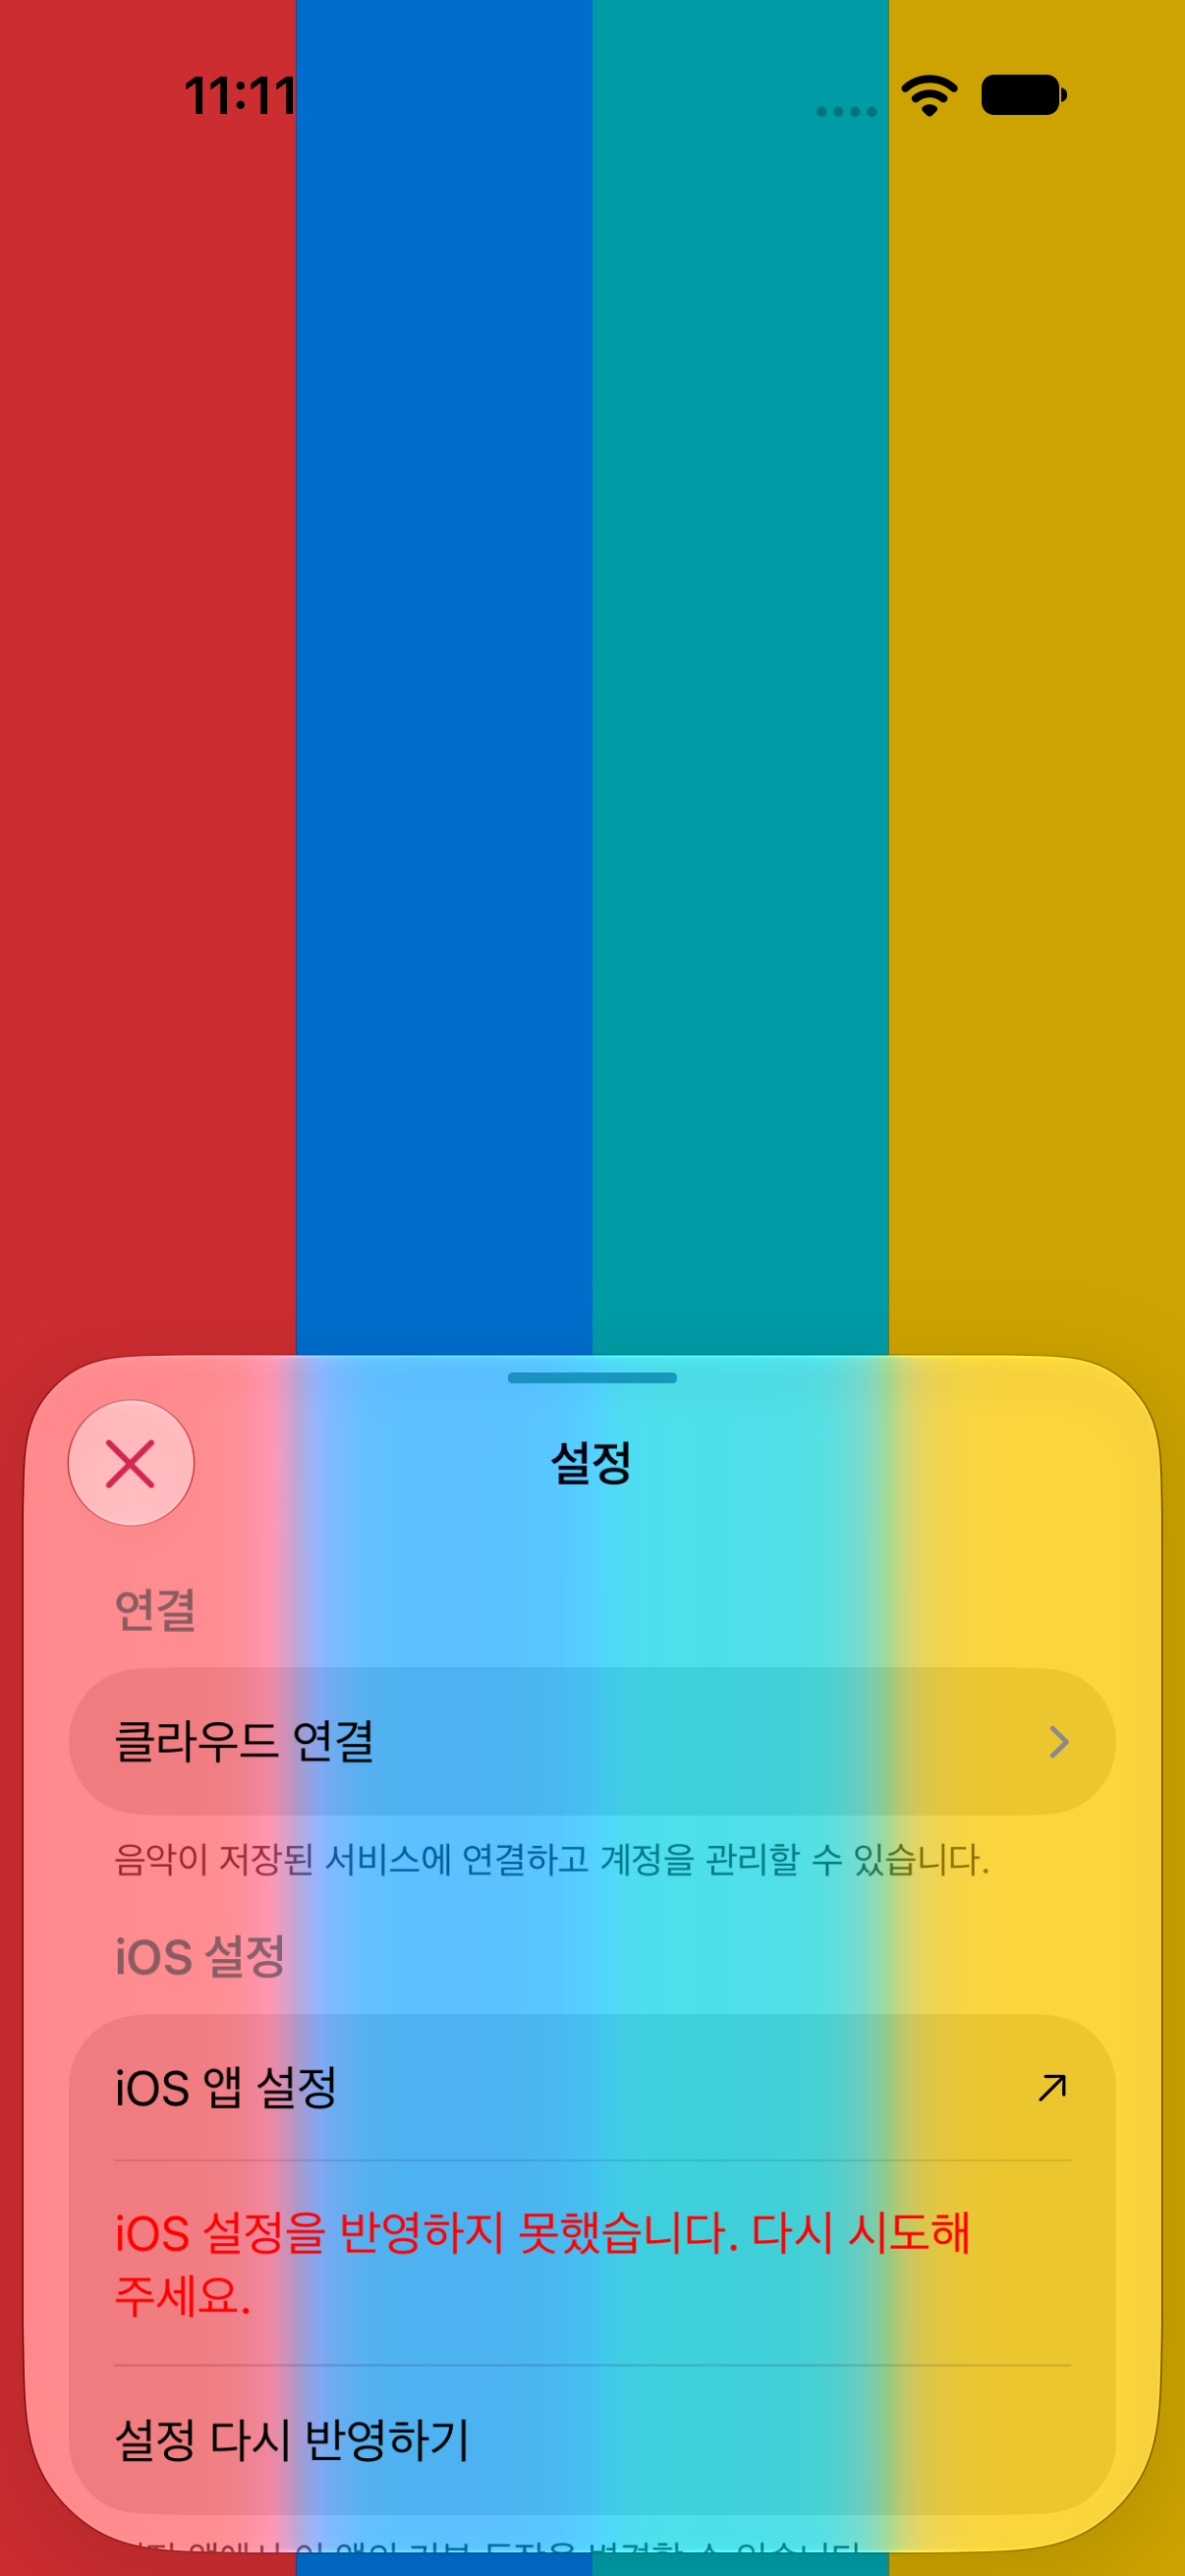 11:11
설정
연결
클라우드 연결
음악이 저장된 서비스에 연결하고 계정을 관리할 수 있습니다.
iOS 설정
iOS 앱 설정
iOS 설정을 반영하지 못했습니다. 다시 시도해
주세요.
설정 다시 반영하기